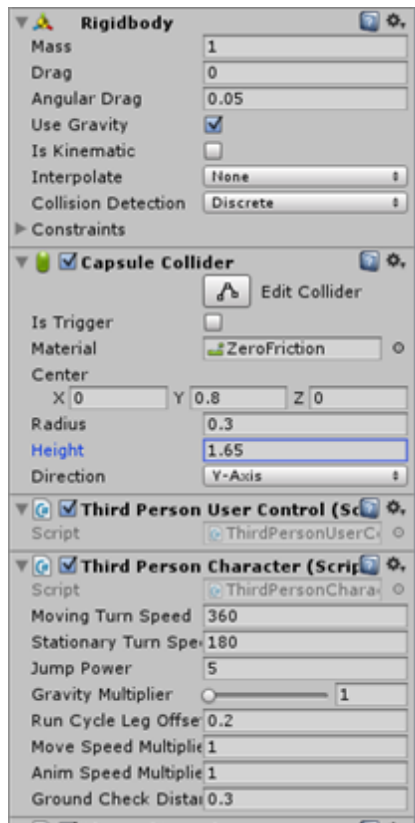 Rigidbody
Mass 1
Drag 0
Angular Drag 0.05
Use Gravity
Is Kinematic
Interpolate None
Collision Detection Discrete
Constraints
Capsule Collider
Edit Collider
Is Trigger
Material ZeroFriction
Center
X 0 Y 0.8 Z 0
Radius 0.3
Height 1.65
Direction Y-Axis
Third Person User Control (Sc
Script ThirdPersonUserC
Third Person Character (Scrip
Script ThirdPersonChara
Moving Turn Speed 360
Stationary Turn Spe 180
Jump Power 5
Gravity Multiplier 1
Run Cycle Leg Offse 0.2
Move Speed Multiplie 1
Anim Speed Multiplie 1
Ground Check Distan 0.3